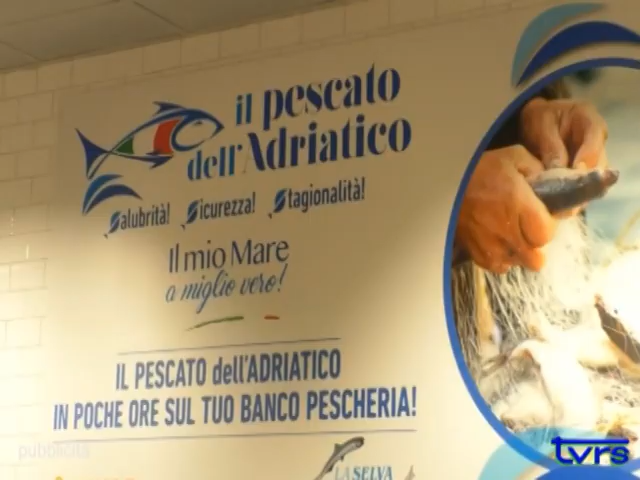 il pescato
dell'Adriatico
Salubrità! Sicurezza! Stagionalità!
Il mio Mare
a miglio vero!
IL PESCATO dell'ADRIATICO
IN POCHE ORE SUL TUO BANCO PESCHERIA!
pubblicità
LA SELVA
tvrs